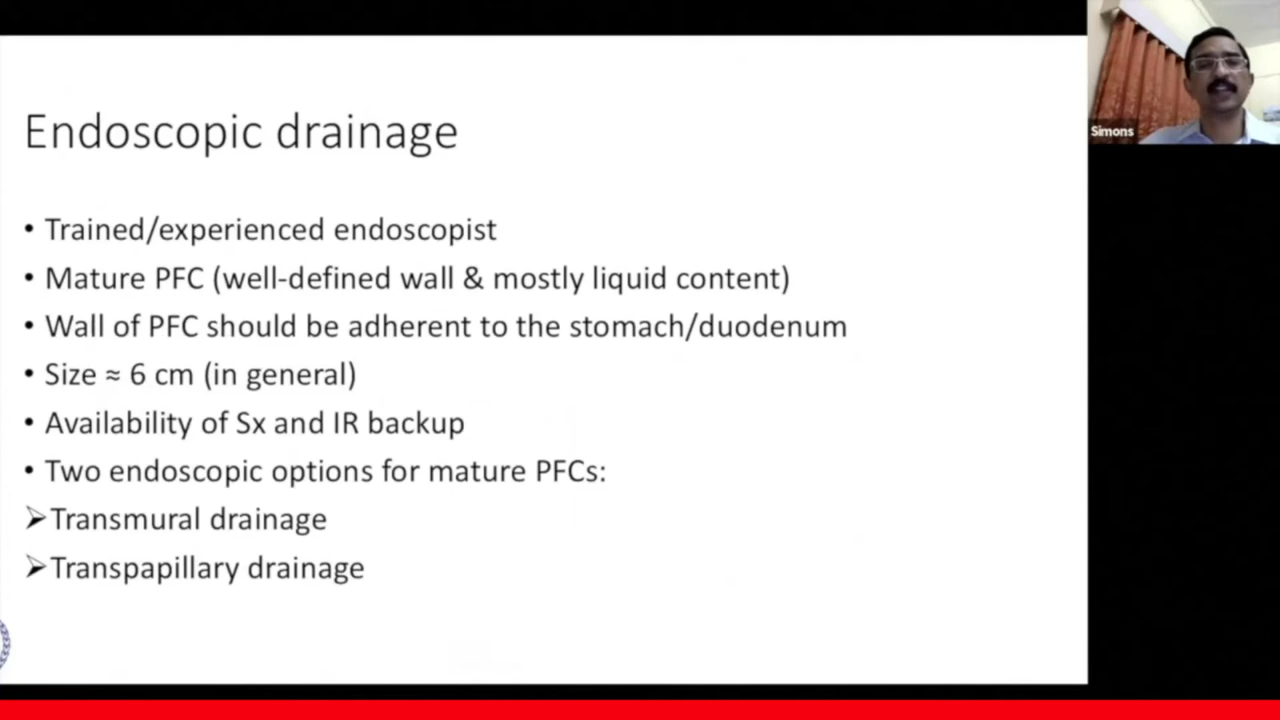 Endoscopic drainage
• Trained/experienced endoscopist
• Mature PFC (well-defined wall & mostly liquid content)
• Wall of PFC should be adherent to the stomach/duodenum
• Size ≈ 6 cm (in general)
• Availability of Sx and IR backup
• Two endoscopic options for mature PFCs:
➢Transmural drainage
➢Transpapillary drainage
Simons